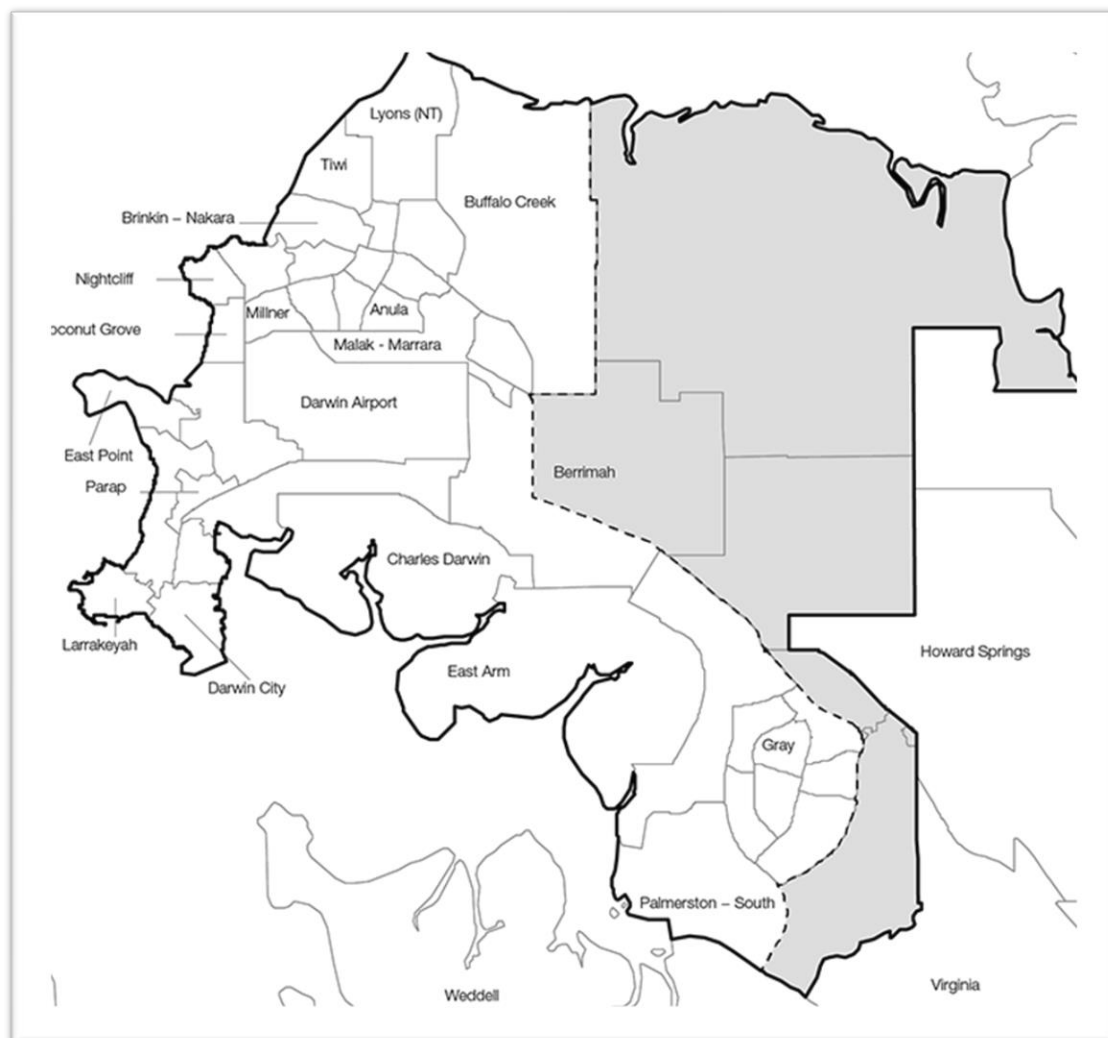 Lyons (NT)
Tiwi
Buffalo Creek
Brinkin – Nakara
Nightcliff
Millner
Anula
oconut Grove
Malak - Marrara
Darwin Airport
East Point
Berrimah
Parap
Charles Darwin
Larrakeyah
Howard Springs
East Arm
Darwin City
Gray
Palmerston – South
Virginia
Weddell